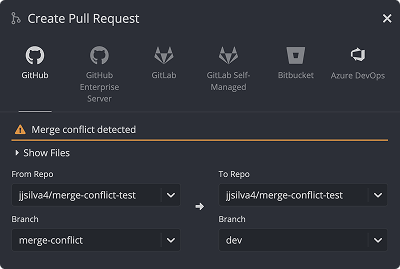 Create Pull Request
GitHub
GitHub Enterprise Server
GitLab
GitLab Self-Managed
Bitbucket
Azure DevOps
Merge conflict detected
Show Files
From Repo
To Repo
jjsilva4/merge-conflict-test
jjsilva4/merge-conflict-test
Branch
Branch
merge-conflict
dev